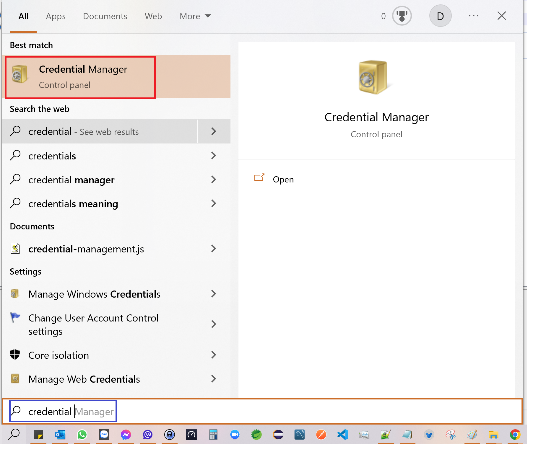 All Apps Documents Web More 0 D ...
Best match
Credential Manager
Control panel
Search the web
credential - See web results
credentials
credential manager
credentials meaning
Documents
credential-management.js
Settings
Manage Windows Credentials
Change User Account Control
settings
Core isolation
Manage Web Credentials
credential Manager
Credential Manager
Control panel
Open